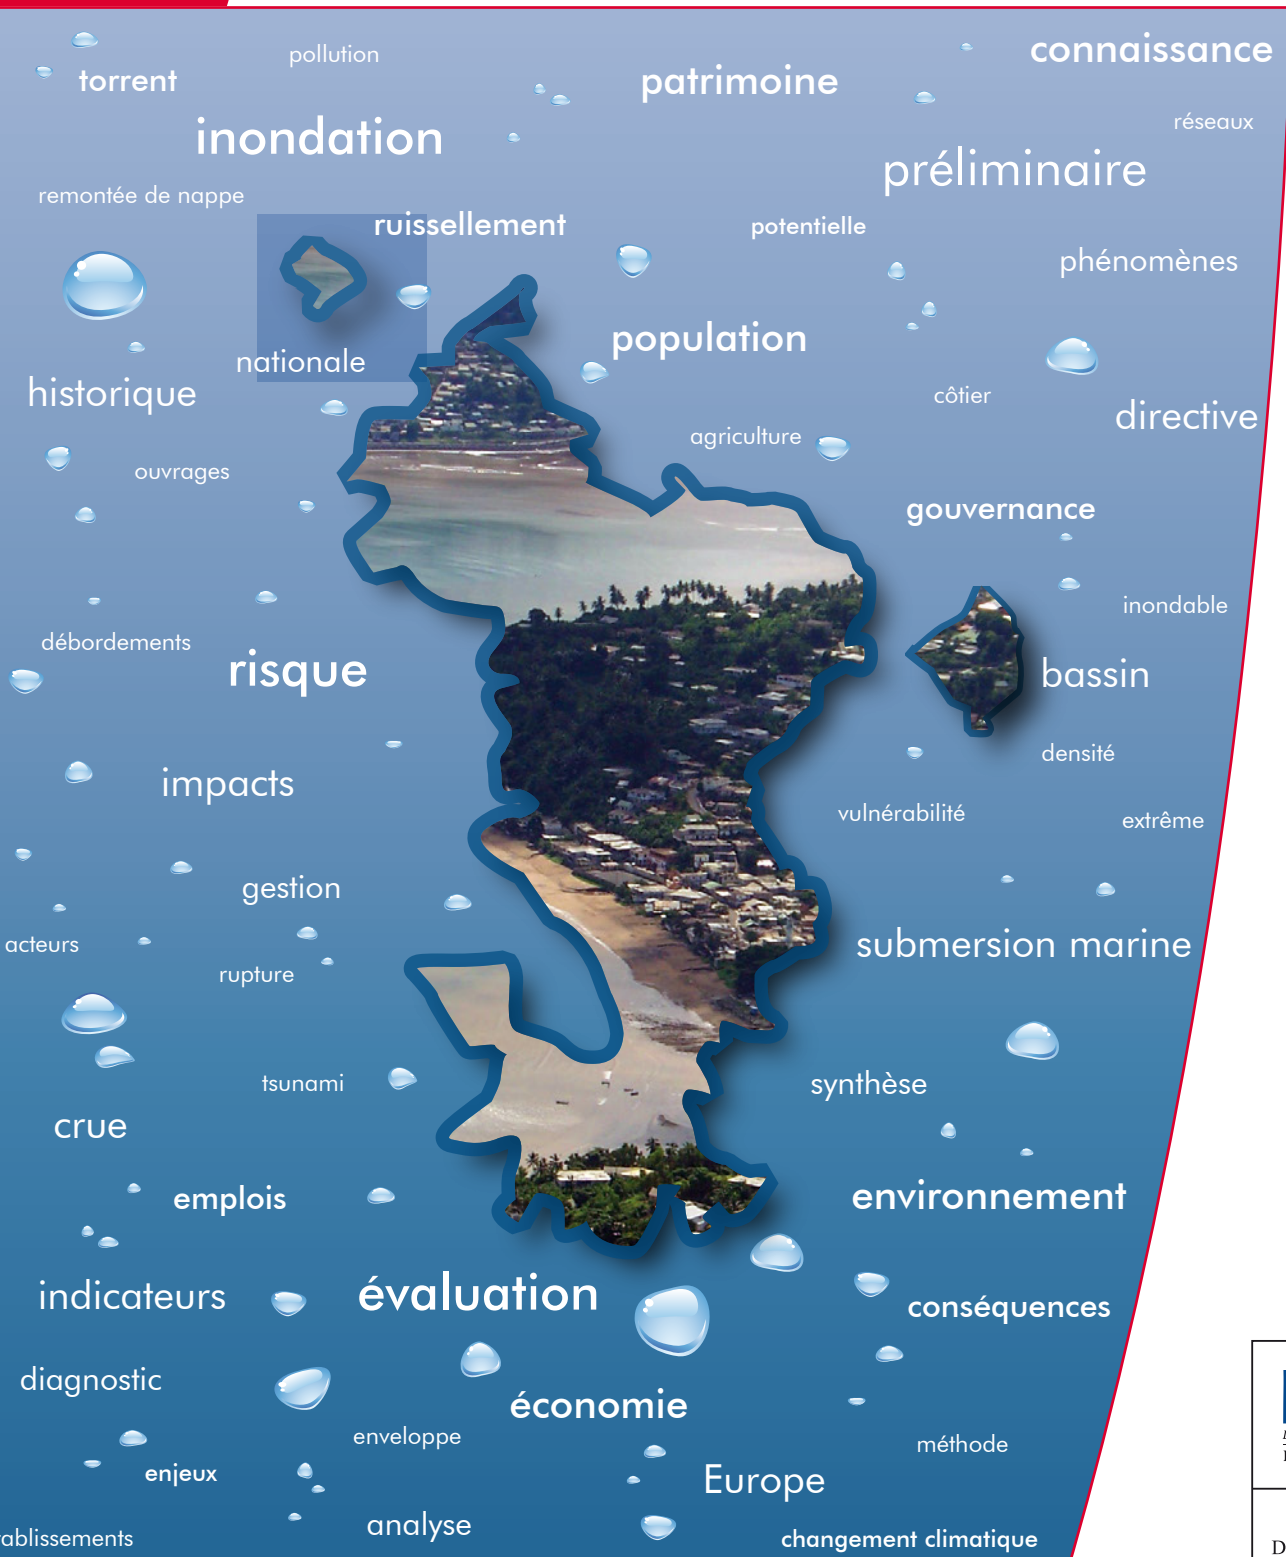 connaissance
pollution
torrent
patrimoine
réseaux
inondation
préliminaire
remontée de nappe
ruissellement
potentielle
phénomènes
population
nationale
historique
côtier
directive
agriculture
ouvrages
gouvernance
inondable
débordements
risque
bassin
densité
impacts
vulnérabilité
extrême
gestion
acteurs
submersion marine
rupture
tsunami
synthèse
crue
emplois
environnement
indicateurs
évaluation
conséquences
diagnostic
économie
enveloppe
méthode
enjeux
Europe
analyse
ablissements
changement climatique